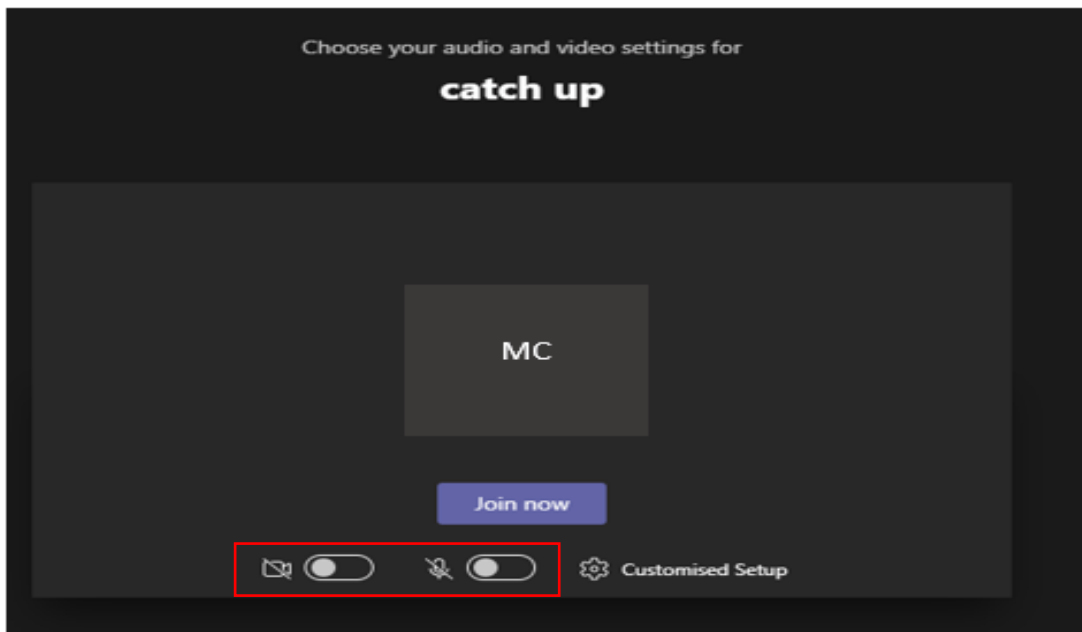 Choose your audio and video settings for
catch up
MC
Join now
Customised Setup